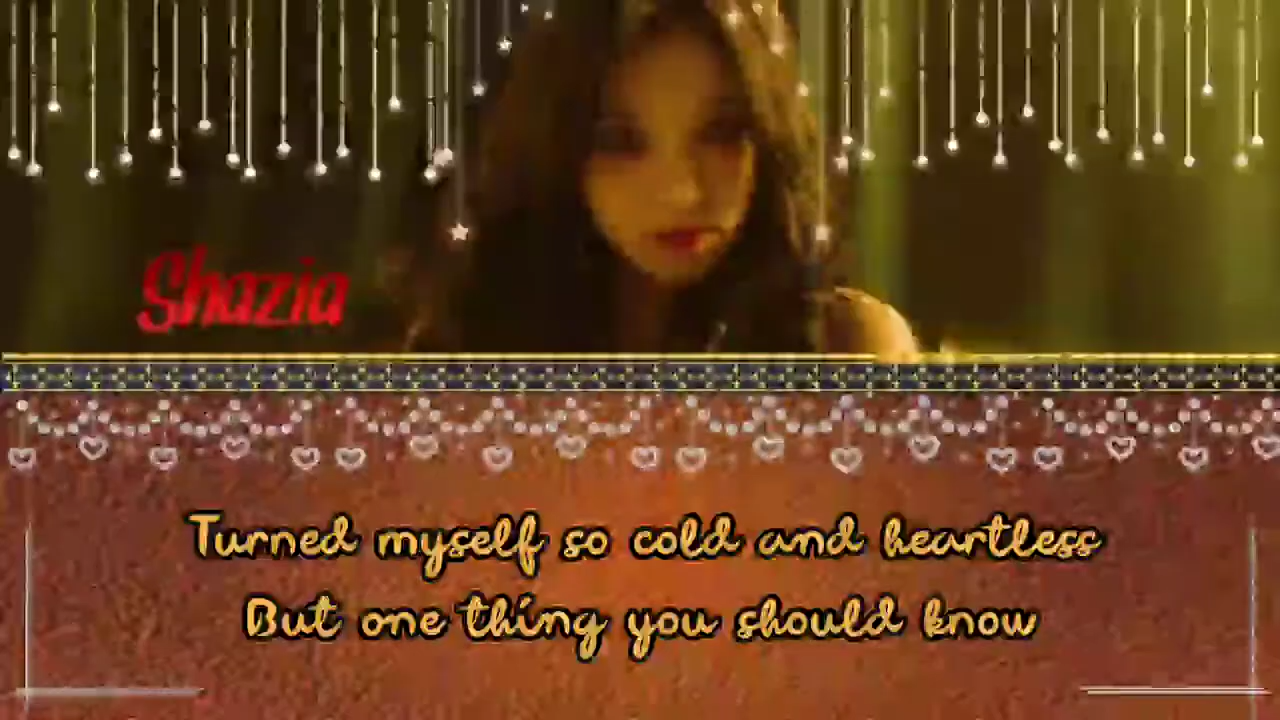 Shazia
Turned myself so cold and heartless
But one thing you should know